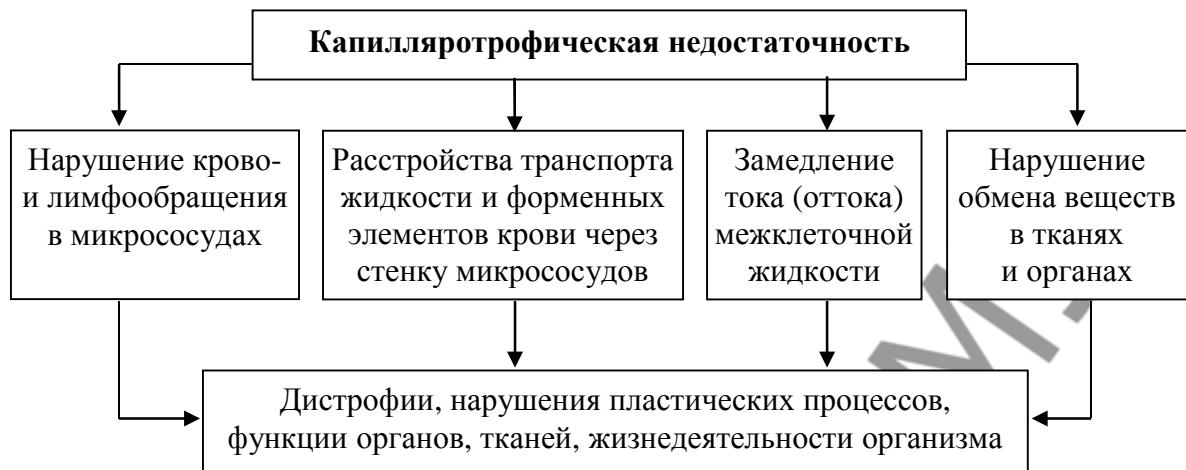 Капилляротрофическая недостаточность
Нарушение крово-
и лимфообращения
в микрососудах
Расстройства транспорта
жидкости и форменных
элементов крови через
стенку микрососудов
Замедление
тока (оттока)
межклеточной
жидкости
Нарушение
обмена веществ
в тканях
и органах
Дистрофии, нарушения пластических процессов,
функции органов, тканей, жизнедеятельности организма